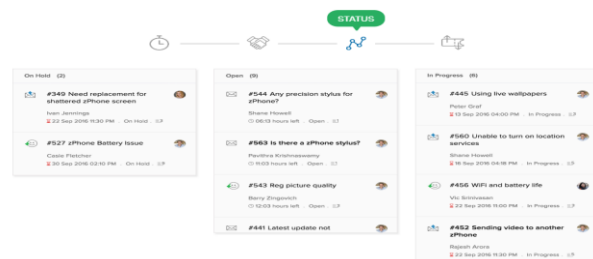 STATUS
On Hold (2)
#349 Need replacement for
shattered zPhone screen
Ivan Jennings
22 Sep 2016 11:30 PM . On Hold .
#527 zPhone Battery Issue
Casie Fletcher
30 Sep 2016 02:10 PM . On Hold .
Open (9)
#544 Any precision stylus for
zPhone?
Shane Howell
06:13 hours left . Open .
#563 Is there a zPhone stylus?
Pavithra Krishnaswamy
11:03 hours left . Open .
#543 Reg picture quality
Barry Zingovich
12:03 hours left . Open .
#441 Latest update not
In Progress (6)
#445 Using live wallpapers
Peter Graf
13 Sep 2016 04:00 PM . In Progress .
#560 Unable to turn on location
services
Shane Howell
16 Sep 2016 04:18 PM . In Progress .
#456 WiFi and battery life
Vic Srinivasan
22 Sep 2016 11:00 PM . In Progress .
#452 Sending video to another
zPhone
Rajesh Arora
22 Sep 2016 11:30 PM . In Progress .